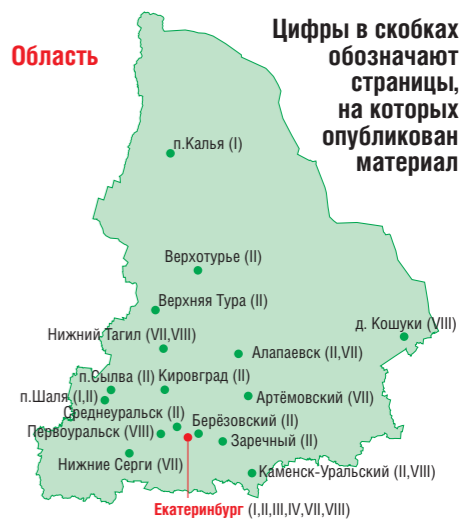 Область
Цифры в скобках
обозначают
страницы,
на которых
опубликован
материал
п.Калья (I)
Верхотурье (II)
Верхняя Тура (II)
Нижний Тагил (VII,VIII)
д. Кошуки (VIII)
Алапаевск (II,VII)
п.Сылва (II)
Кировград (II)
п.Шаля (I,II)
Артёмовский (VII)
Среднеуральск (II)
Берёзовский (II)
Первоуральск (VIII)
Заречный (II)
Нижние Серги (VII)
Каменск-Уральский (II,VIII)
Екатеринбург (I,II,III,IV,VII,VIII)